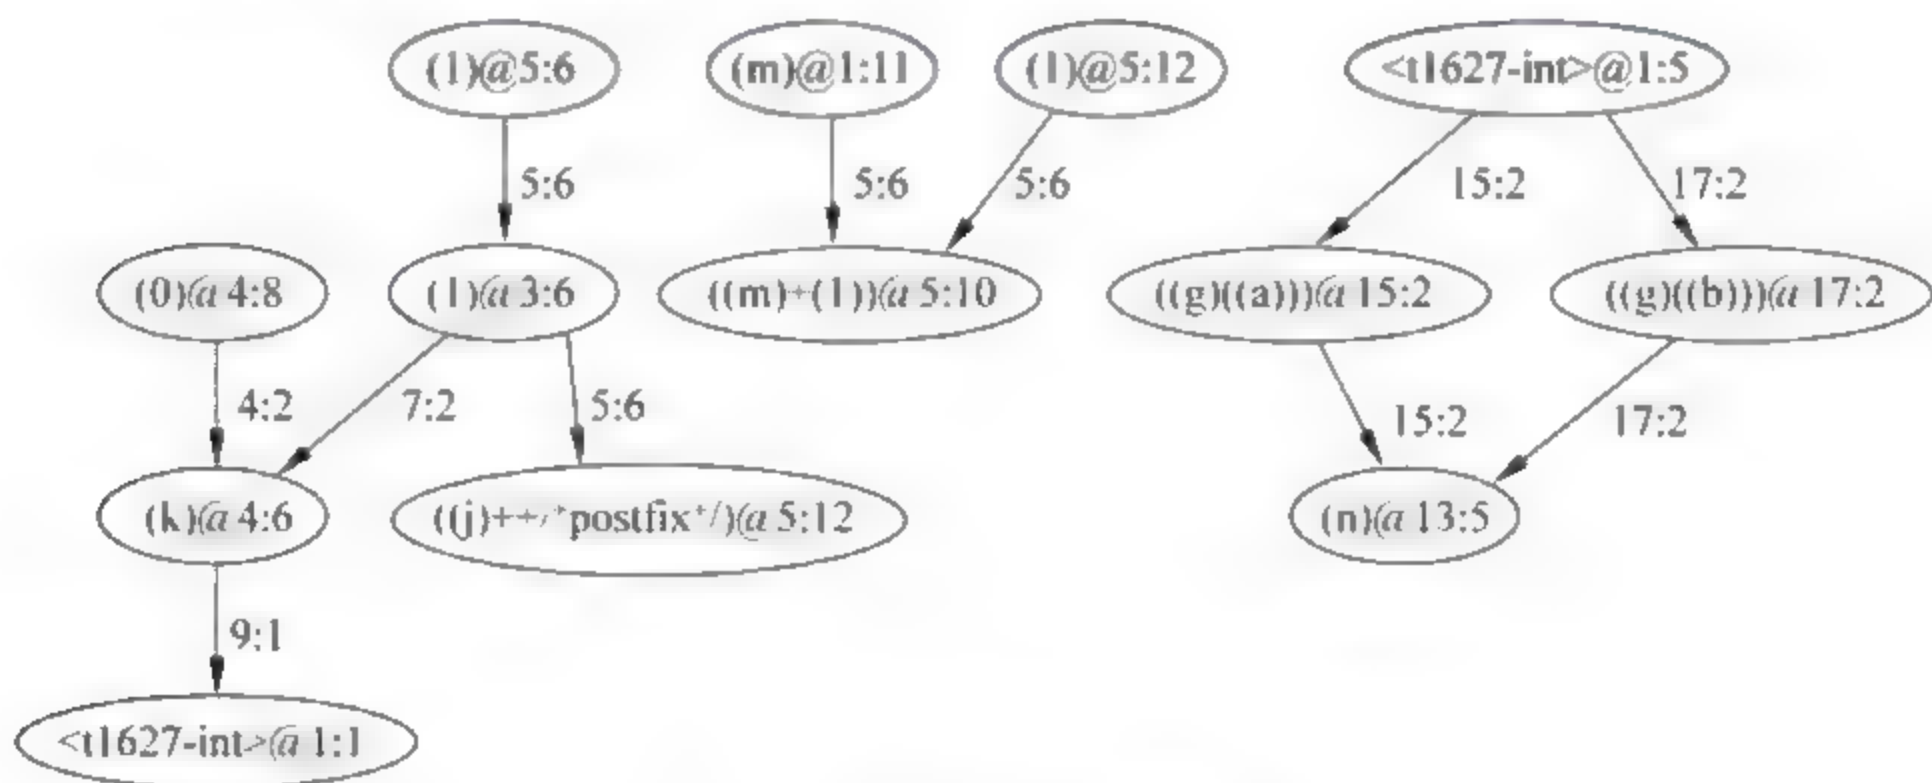 (1)@5:6 (m)@1:11 (1)@5:12 <t1627-int>@1:5
5:6 5:6 5:6 15:2 17:2
(0)@4:8 (1)@3:6 ((m)+(1))@5:10 ((g)((a)))@15:2 ((g)((b)))@17:2
4:2 7:2 5:6 15:2 17:2
(k)@4:6 ((j)++/*postfix*/)@5:12 (n)@13:5
9:1
<t1627-int>@1:1